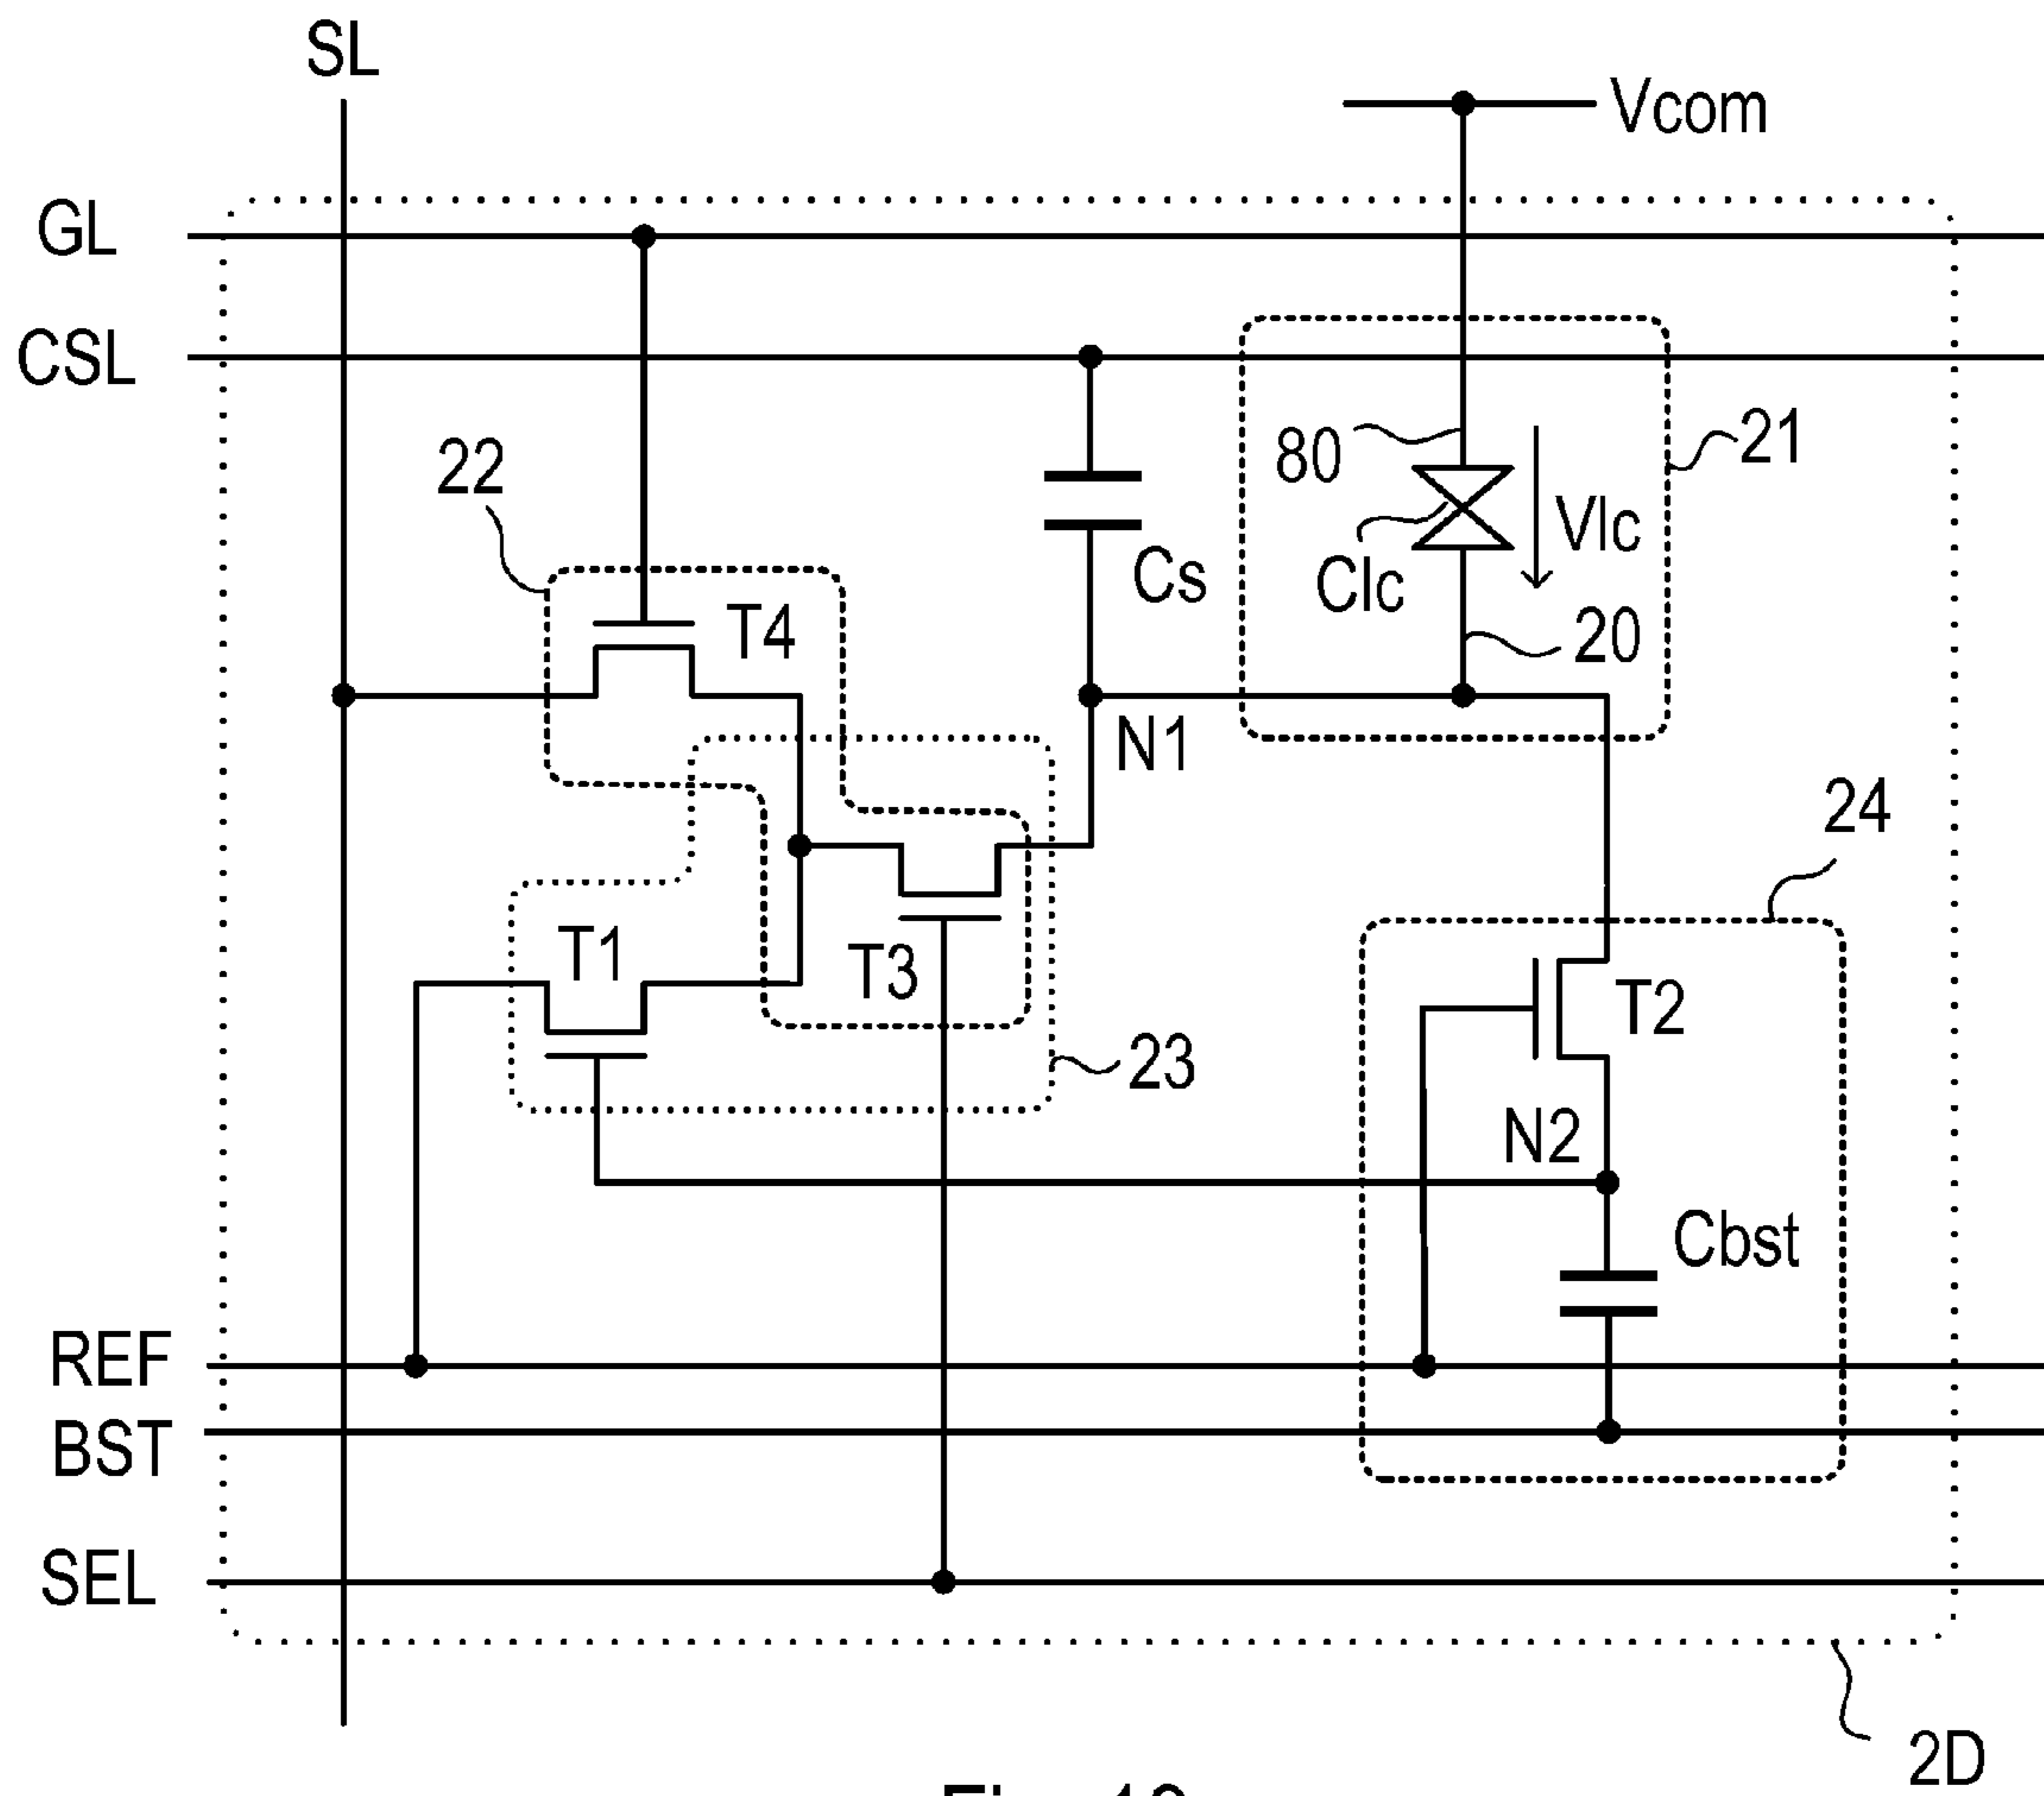 SL
Vcom
GL
CSL
22
80
21
Vlc
Clc
Cs
20
T4
N1
24
T1
T3
T2
23
N2
Cbst
REF
BST
SEL
2D